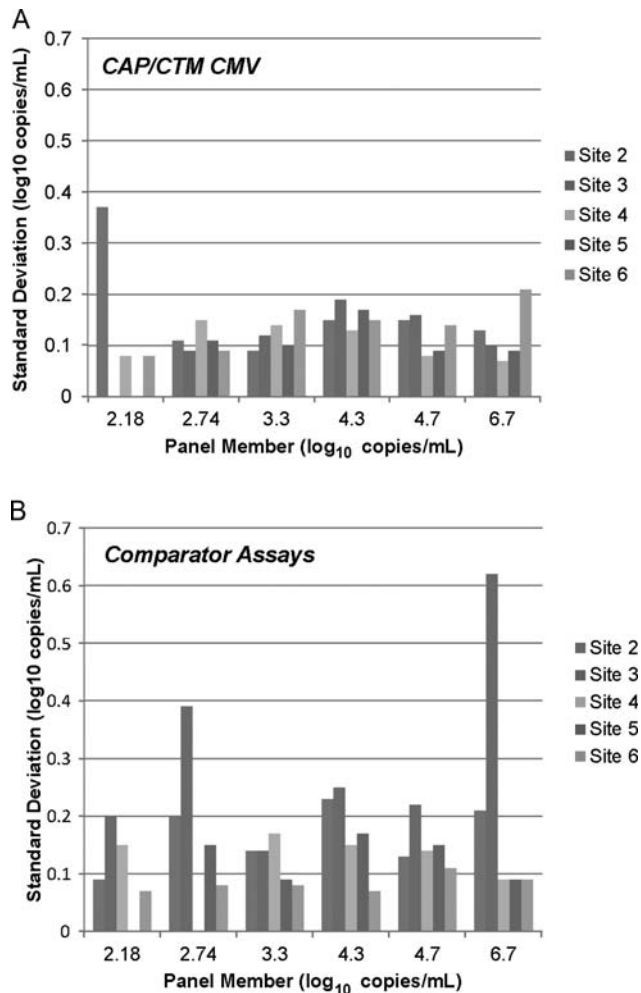 A
CAP/CTM CMV
Standard Deviation (log10 copies/mL)
0.7
0.6
0.5
0.4
0.3
0.2
0.1
0
2.18 2.74 3.3 4.3 4.7 6.7
Panel Member (log10 copies/mL)
Site 2
Site 3
Site 4
Site 5
Site 6
B
Comparator Assays
Standard Deviation (log10 copies/mL)
0.7
0.6
0.5
0.4
0.3
0.2
0.1
0
2.18 2.74 3.3 4.3 4.7 6.7
Panel Member (log10 copies/mL)
Site 2
Site 3
Site 4
Site 5
Site 6